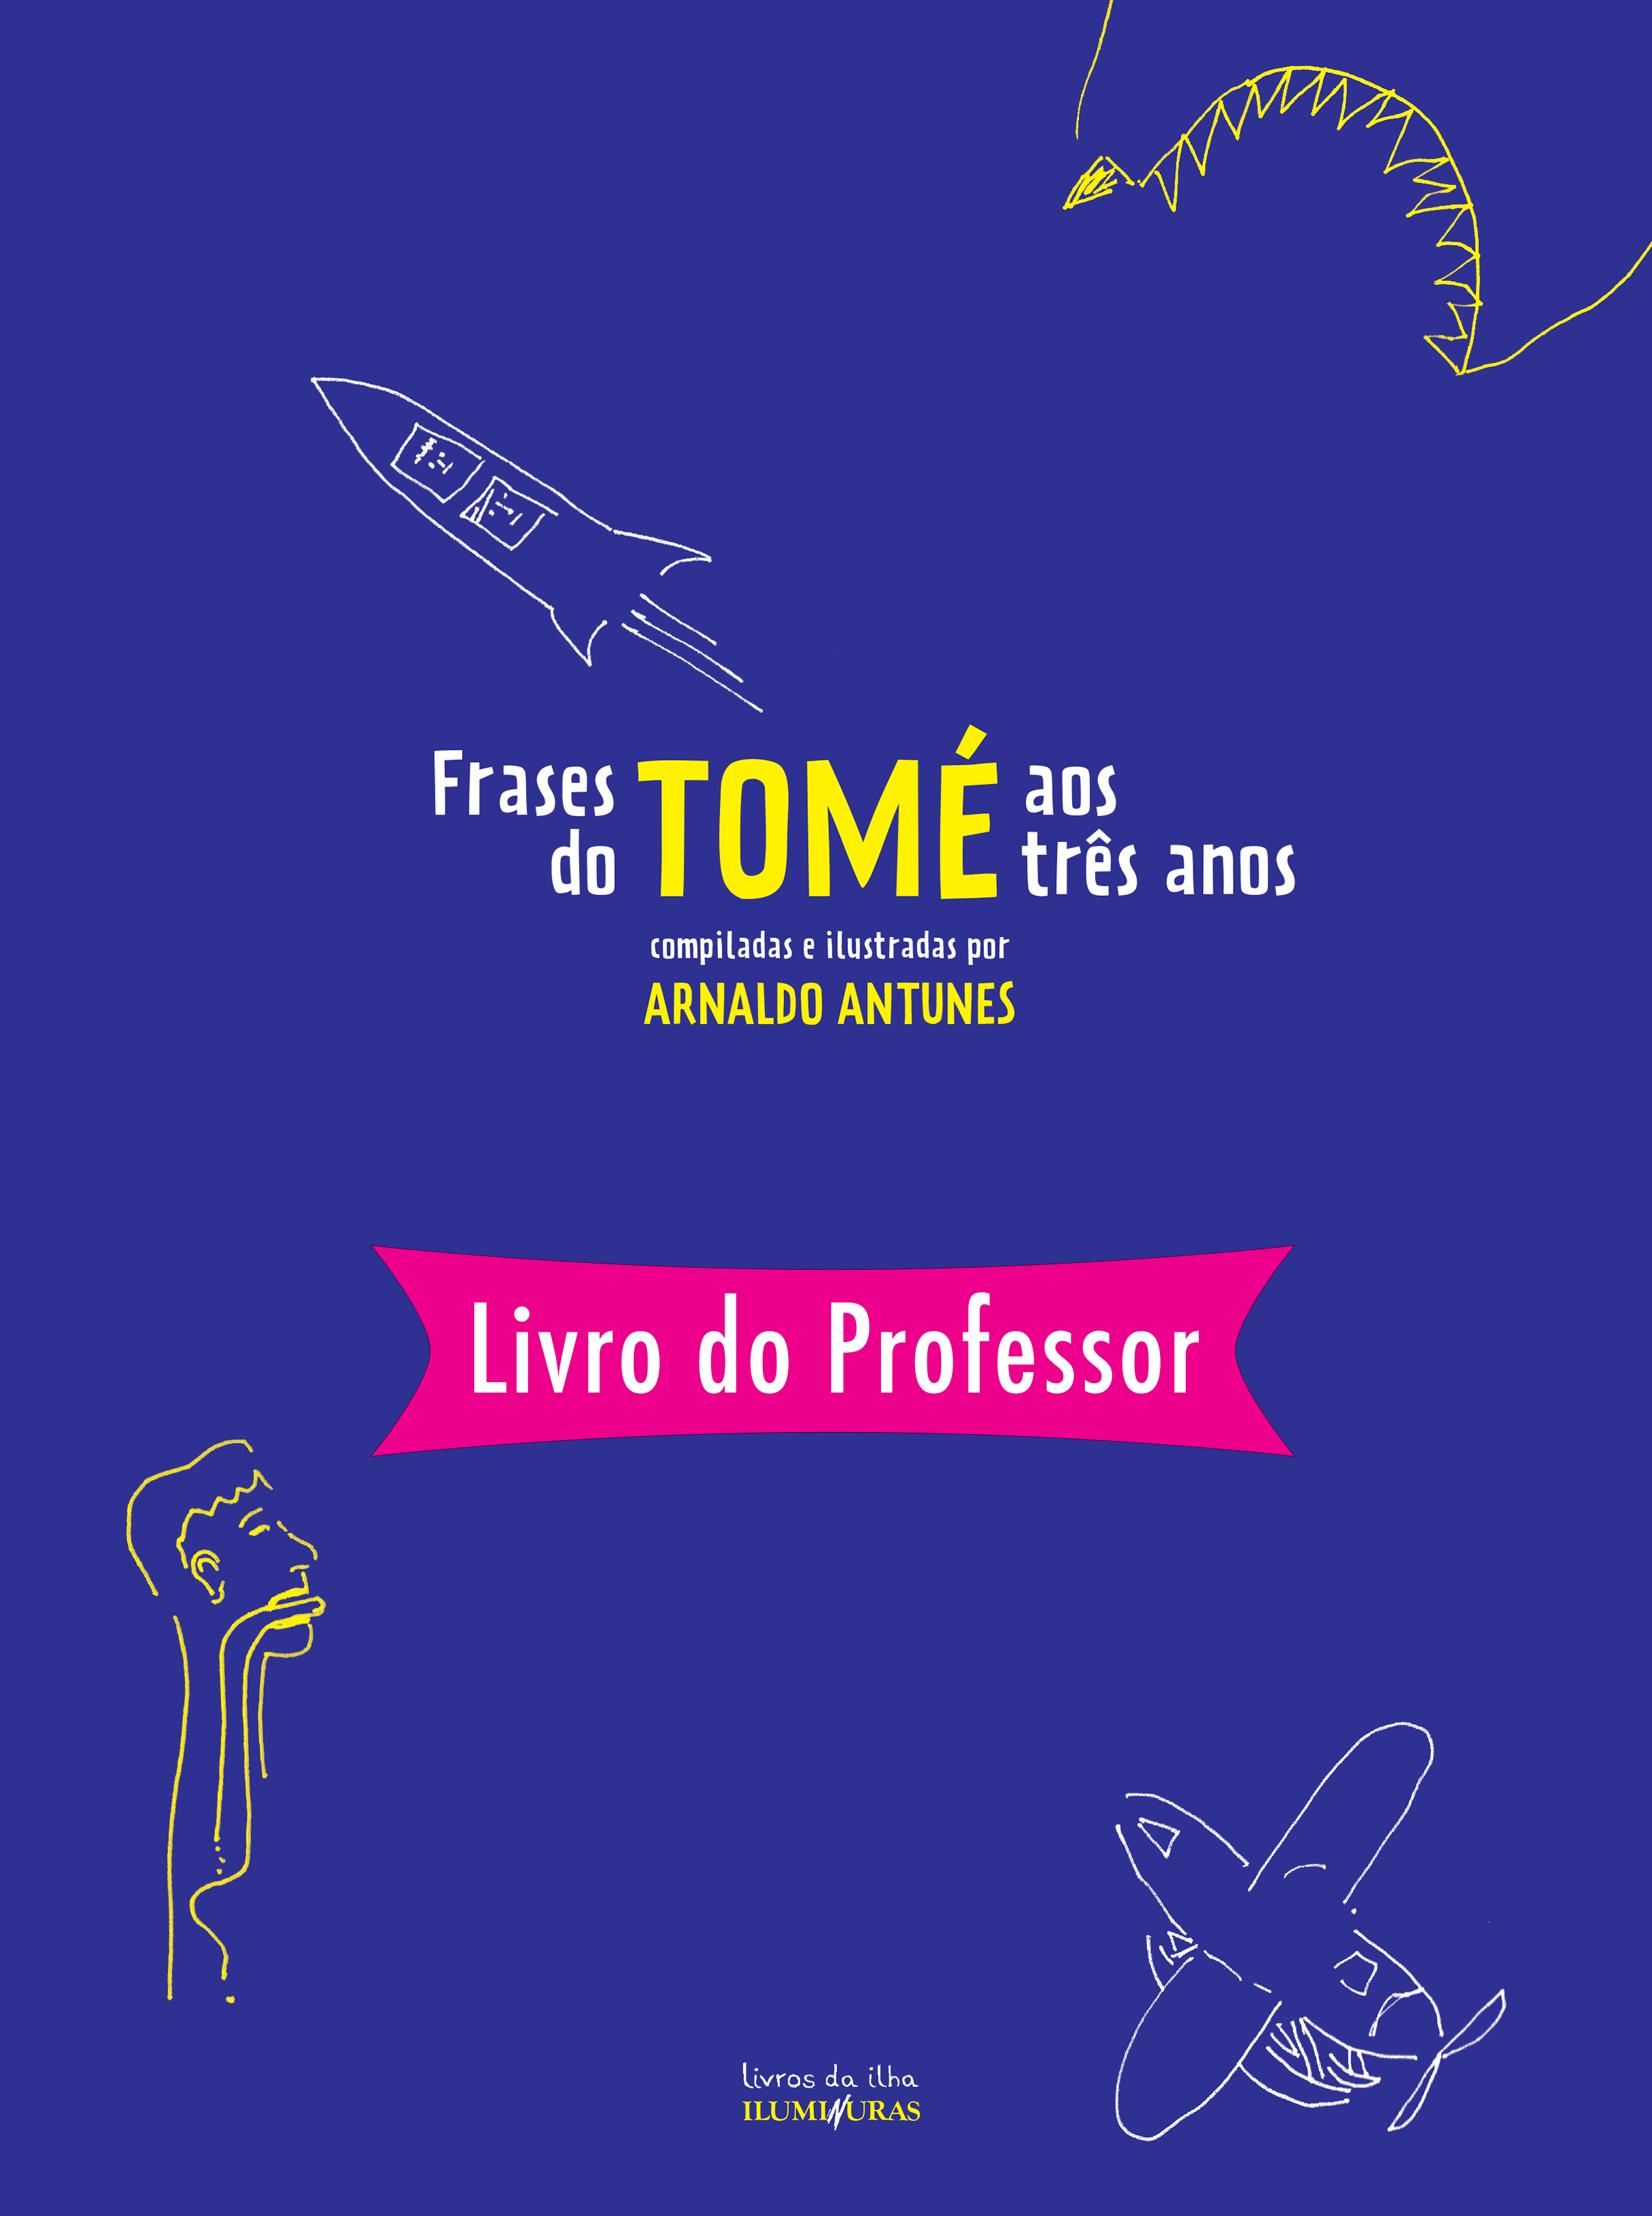 Frases do TOMÉ aos três anos
compiladas e ilustradas por
ARNALDO ANTUNES
Livro do Professor
livros da ilha
ILUMINURAS